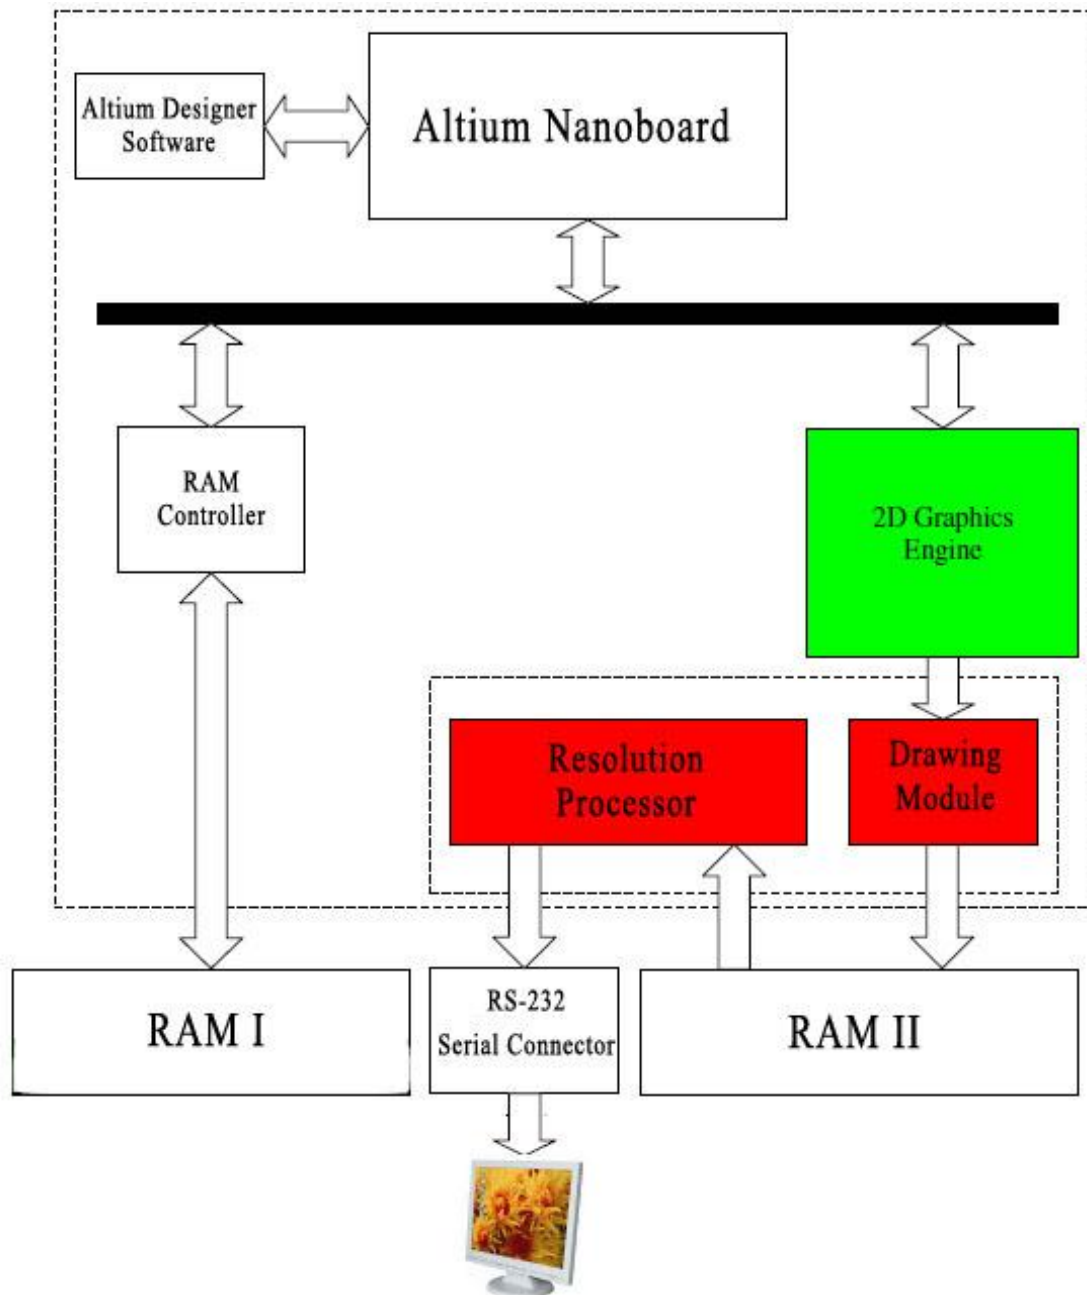 Altium Designer
Software
Altium Nanoboard
RAM
Controller
2D Graphics
Engine
Resolution
Processor
Drawing
Module
RAM I
RS-232
Serial Connector
RAM II